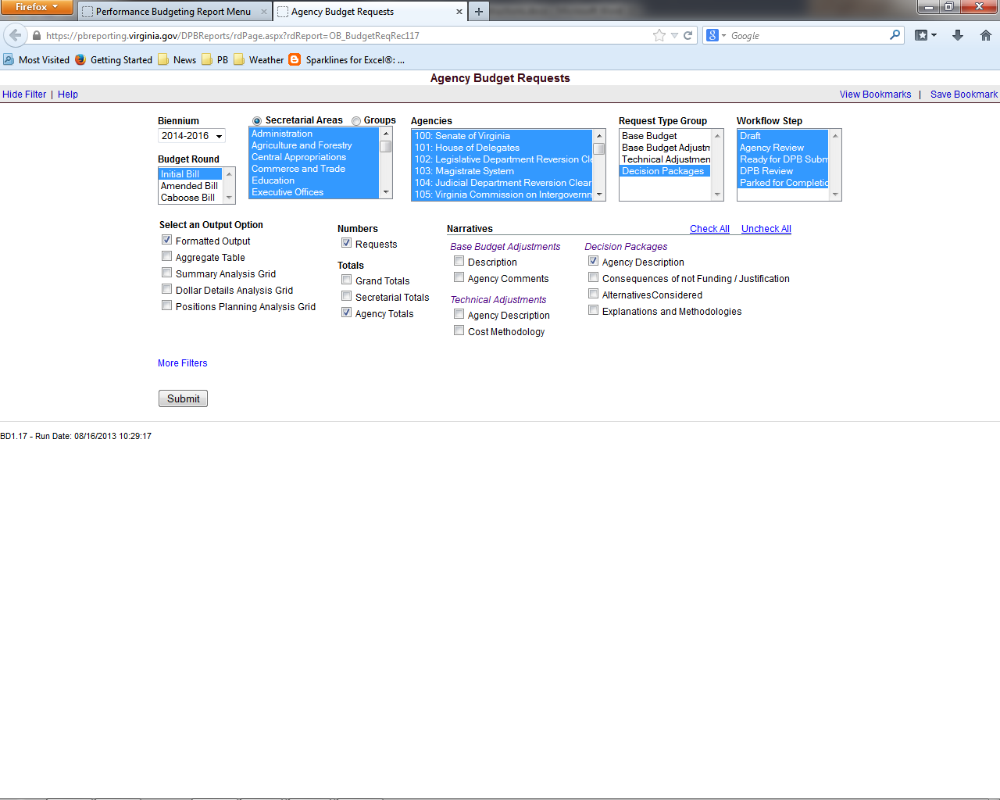 Firefox
Performance Budgeting Report Menu
Agency Budget Requests
https://pbreporting.virginia.gov/DPBReports/rdPage.aspx?rdReport=OB_BudgetReqRec117
Google
Most Visited
Getting Started
News
PB
Weather
Sparklines for Excel®: ...
Agency Budget Requests
Hide Filter | Help
View Bookmarks | Save Bookmark
Biennium
2014-2016
Budget Round
Initial Bill
Amended Bill
Caboose Bill
Secretarial Areas
Groups
Administration
Agriculture and Forestry
Central Appropriations
Commerce and Trade
Education
Executive Offices
Agencies
100: Senate of Virginia
101: House of Delegates
102: Legislative Department Reversion Cle
103: Magistrate System
104: Judicial Department Reversion Clear
105: Virginia Commission on Intergovernm
Request Type Group
Base Budget
Base Budget Adjustm
Technical Adjustmen
Decision Packages
Workflow Step
Draft
Agency Review
Ready for DPB Subm
DPB Review
Parked for Completic
Select an Output Option
Formatted Output
Aggregate Table
Summary Analysis Grid
Dollar Details Analysis Grid
Positions Planning Analysis Grid
Numbers
Requests
Totals
Grand Totals
Secretarial Totals
Agency Totals
Narratives
Check All
Uncheck All
Base Budget Adjustments
Description
Agency Comments
Technical Adjustments
Agency Description
Cost Methodology
Decision Packages
Agency Description
Consequences of not Funding / Justification
AlternativesConsidered
Explanations and Methodologies
More Filters
Submit
BD1.17 - Run Date: 08/16/2013 10:29:17